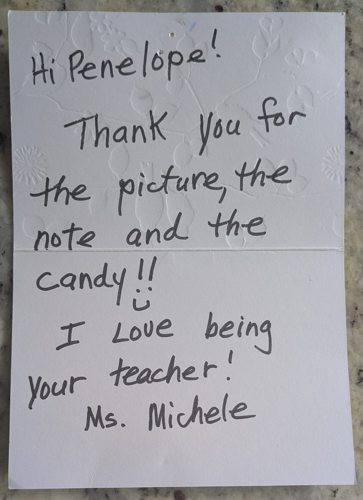 Hi Penelope!
Thank you for
the picture, the
note and the
candy!!
I Love being
your teacher!
Ms. Michele